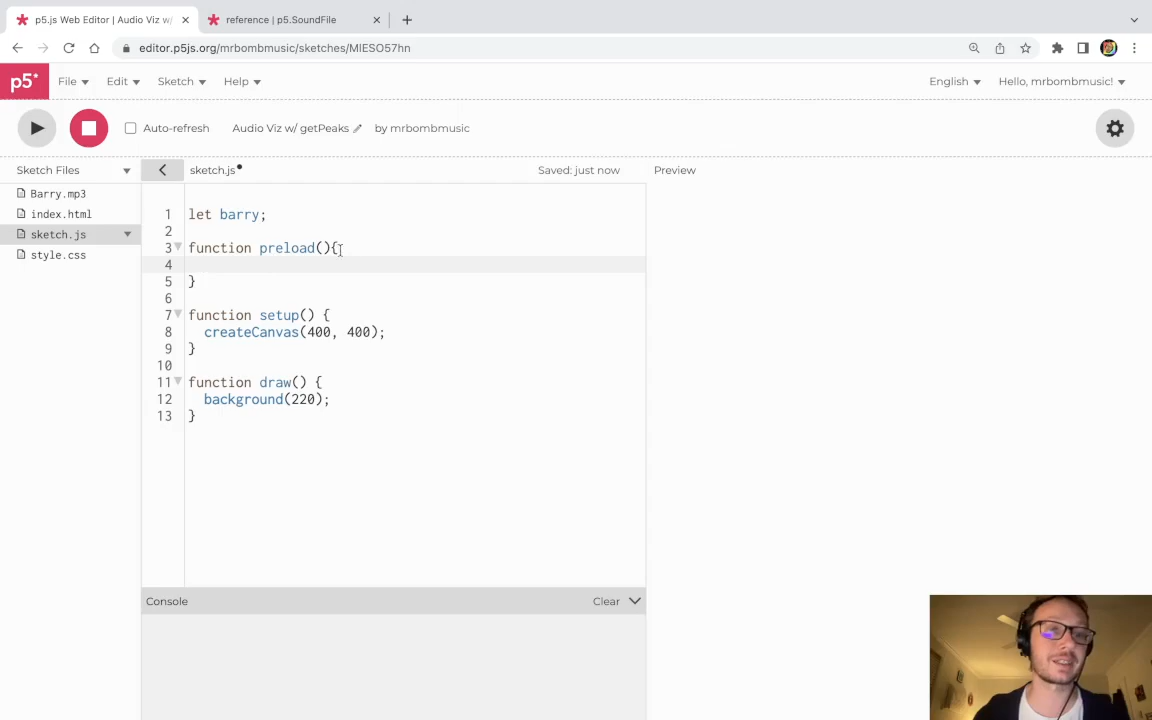 p5.js Web Editor | Audio Viz w/
reference | p5.SoundFile
editor.p5js.org/mrbombmusic/sketches/MIESO57hn
p5*
File
Edit
Sketch
Help
English
Hello, mrbombmusic!
Auto-refresh
Audio Viz w/ getPeaks
by mrbombmusic
Sketch Files
sketch.js
Saved: just now
Preview
Barry.mp3
index.html
sketch.js
style.css
1 let barry;
2
3 function preload(){
4
5 }
6
7 function setup() {
8 createCanvas(400, 400);
9 }
10
11 function draw() {
12 background(220);
13 }
Console
Clear